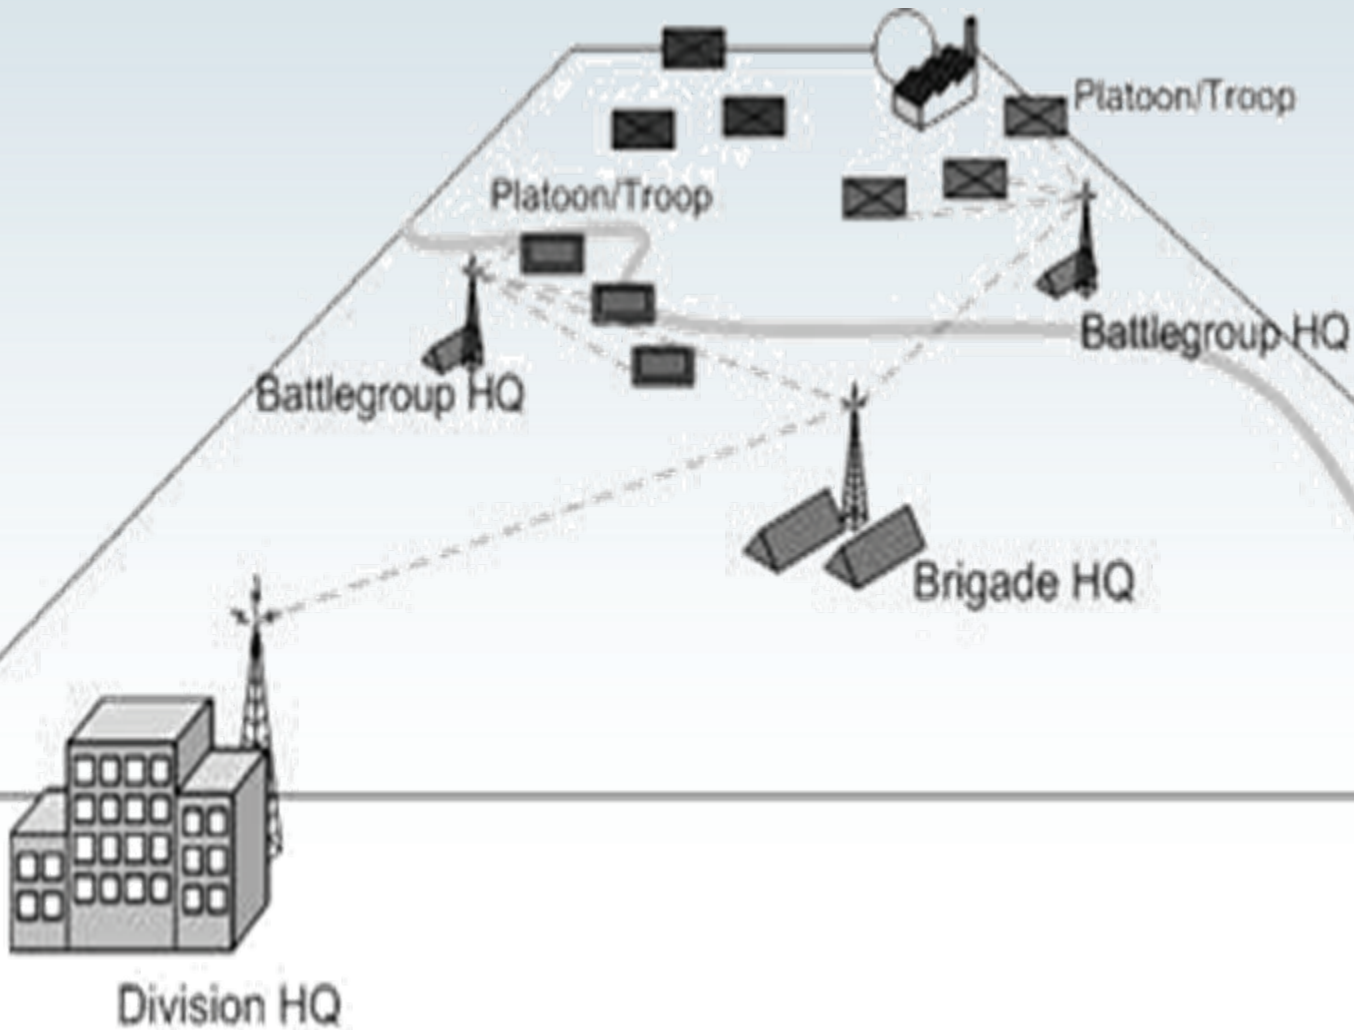 Platoon/Troop
Platoon/Troop
Battlegroup HQ
Battlegroup HQ
Brigade HQ
Division HQ